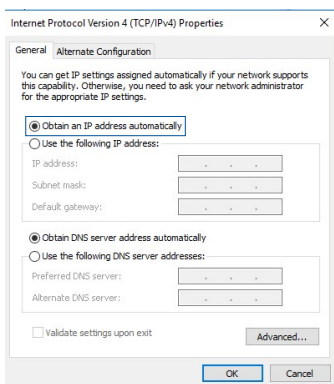 Internet Protocol Version 4 (TCP/IPv4) Properties
General Alternate Configuration
You can get IP settings assigned automatically if your network supports
this capability. Otherwise, you need to ask your network administrator
for the appropriate IP settings.
Obtain an IP address automatically
Use the following IP address:
IP address:
Subnet mask:
Default gateway:
Obtain DNS server address automatically
Use the following DNS server addresses:
Preferred DNS server:
Alternate DNS server:
Validate settings upon exit
Advanced...
OK Cancel